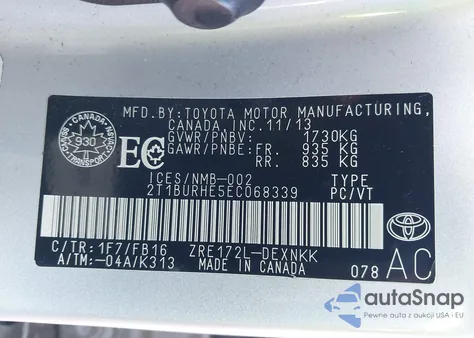 MFD.BY:TOYOTA MOTOR MANUFACTURING,
CANADA INC.11/13
GVWR/PNBV: 1730KG
GAWR/PNBE: FR. 935 KG
RR. 835 KG
CANADA
930
EC
ICES/NMB-002 TYPE
2T1BURHE5EC068339 PC/VT
C/TR:1F7/FB16 ZRE172L-DEXNKK
A/TM:-04A/K313 MADE IN CANADA
TOYOTA
078 AC
autoSnap
Pewne auto z aukcji USA i EU